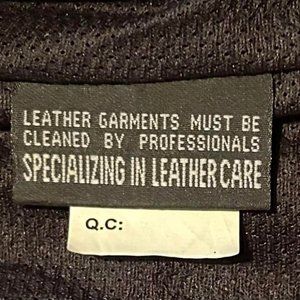 LEATHER GARMENTS MUST BE
CLEANED BY PROFESSIONALS
SPECIALIZING IN LEATHER CARE
Q.C: